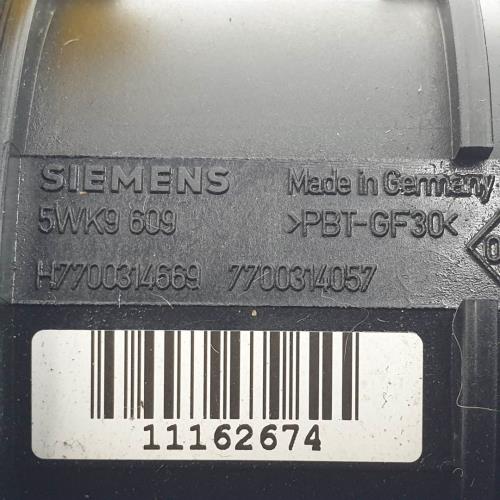 SIEMENS Made in Germany
5WK9 609 >PBT-GF30<
H7700314669 7700314057
11162674